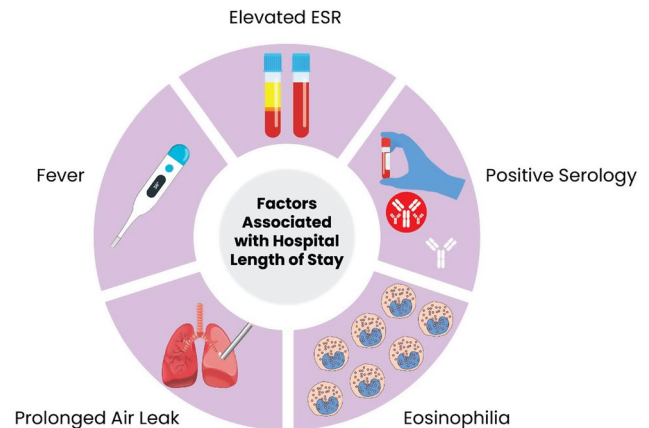 Elevated ESR
Fever
Positive Serology
Factors
Associated
with Hospital
Length of Stay
Prolonged Air Leak
Eosinophilia